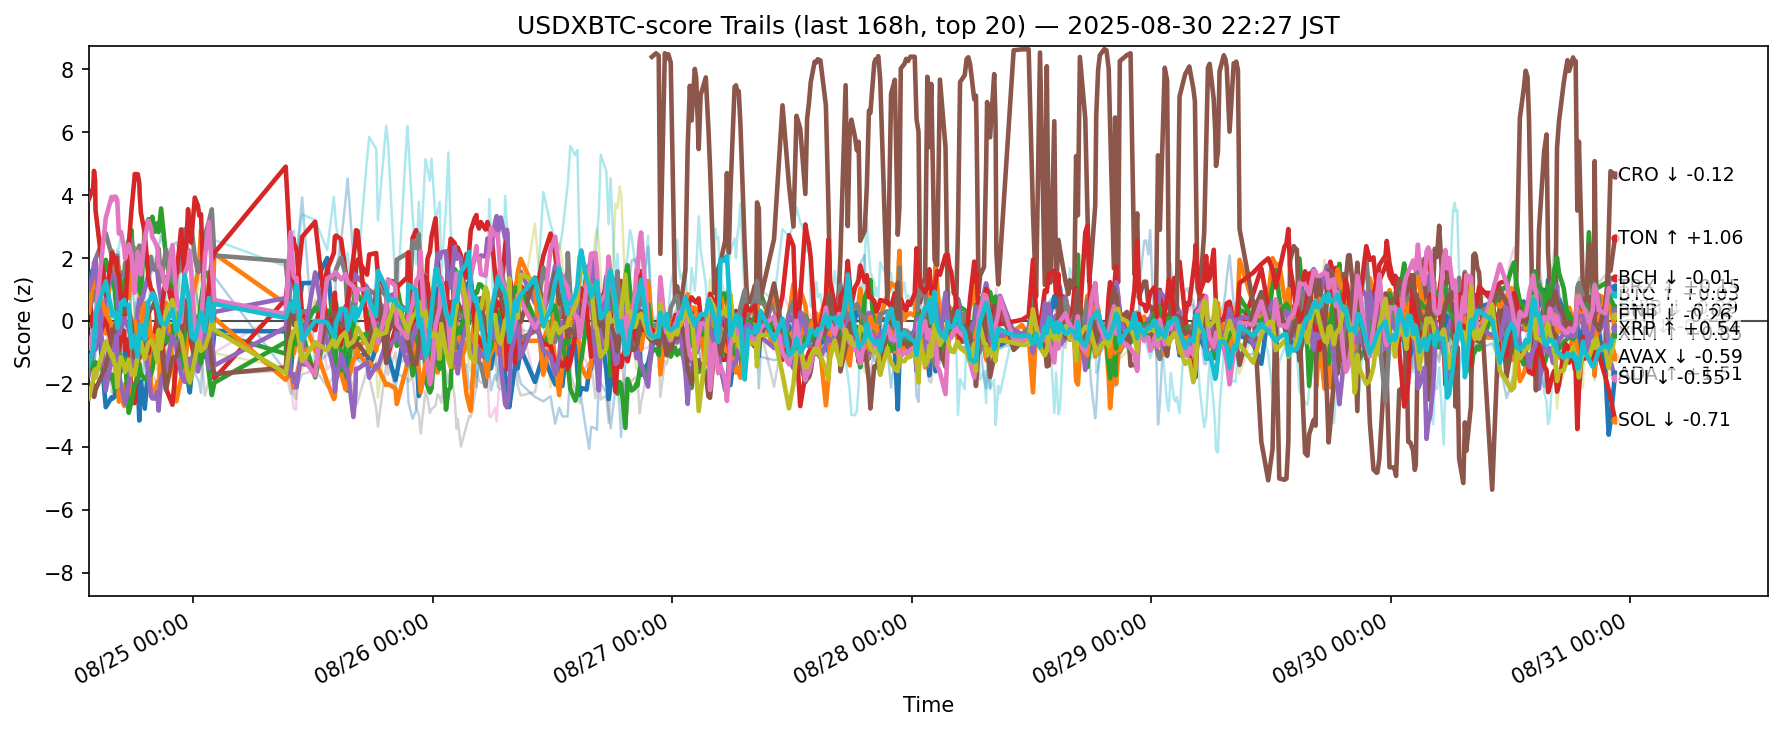 USDXBTC-score Trails (last 168h, top 20) — 2025-08-30 22:27 JST
Score (z)
8
6
4
2
0
−2
−4
−6
−8
CRO ↓ -0.12
TON ↑ +1.06
BCH ↓ -0.01
BTC ↑ +0.03
ETH ↓ -0.26
XRP ↑ +0.54
AVAX ↓ -0.59
SUI ↓ -0.55
SOL ↓ -0.71
08/25 00:00
08/26 00:00
08/27 00:00
08/28 00:00
08/29 00:00
08/30 00:00
08/31 00:00
Time